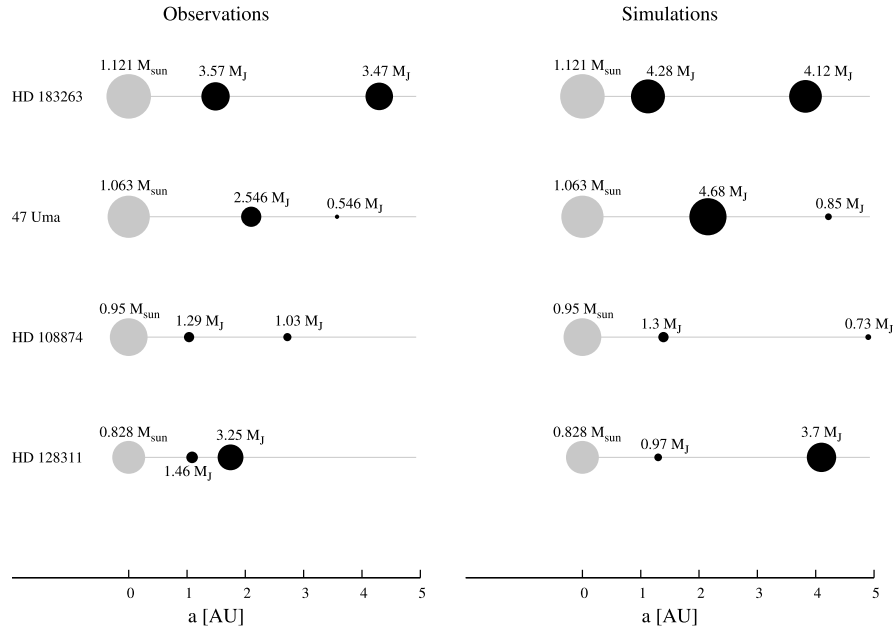 Observations Simulations
1.121 M_sun 3.57 M_J 3.47 M_J 1.121 M_sun 4.28 M_J 4.12 M_J
HD 183263
1.063 M_sun 2.546 M_J 0.546 M_J 1.063 M_sun 4.68 M_J 0.85 M_J
47 Uma
0.95 M_sun 1.29 M_J 1.03 M_J 0.95 M_sun 1.3 M_J 0.73 M_J
HD 108874
0.828 M_sun 3.25 M_J 0.828 M_sun 0.97 M_J 3.7 M_J
HD 128311
1.46 M_J
0 1 2 3 4 5 0 1 2 3 4 5
a [AU] a [AU]